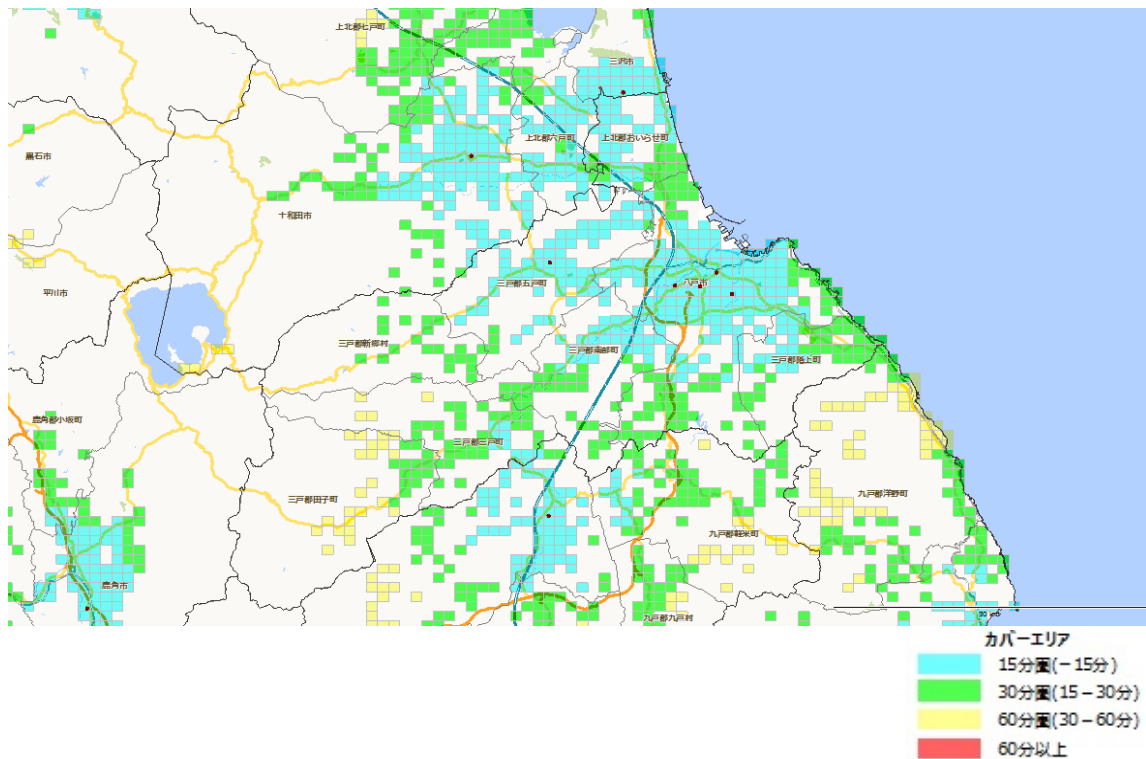 上北郡七戸町
三沢市
上北郡六戸町
上北郡おいらせ町
黒石市
十和田市
平川市
三戸郡五戸町
八戸市
三戸郡新郷村
三戸郡南部町
三戸郡階上町
鹿角郡小坂町
三戸郡三戸町
三戸郡田子町
九戸郡洋野町
九戸郡軽米町
鹿角市
九戸郡九戸村
カバーエリア
15分圏(－15分)
30分圏(15－30分)
60分圏(30－60分)
60分以上